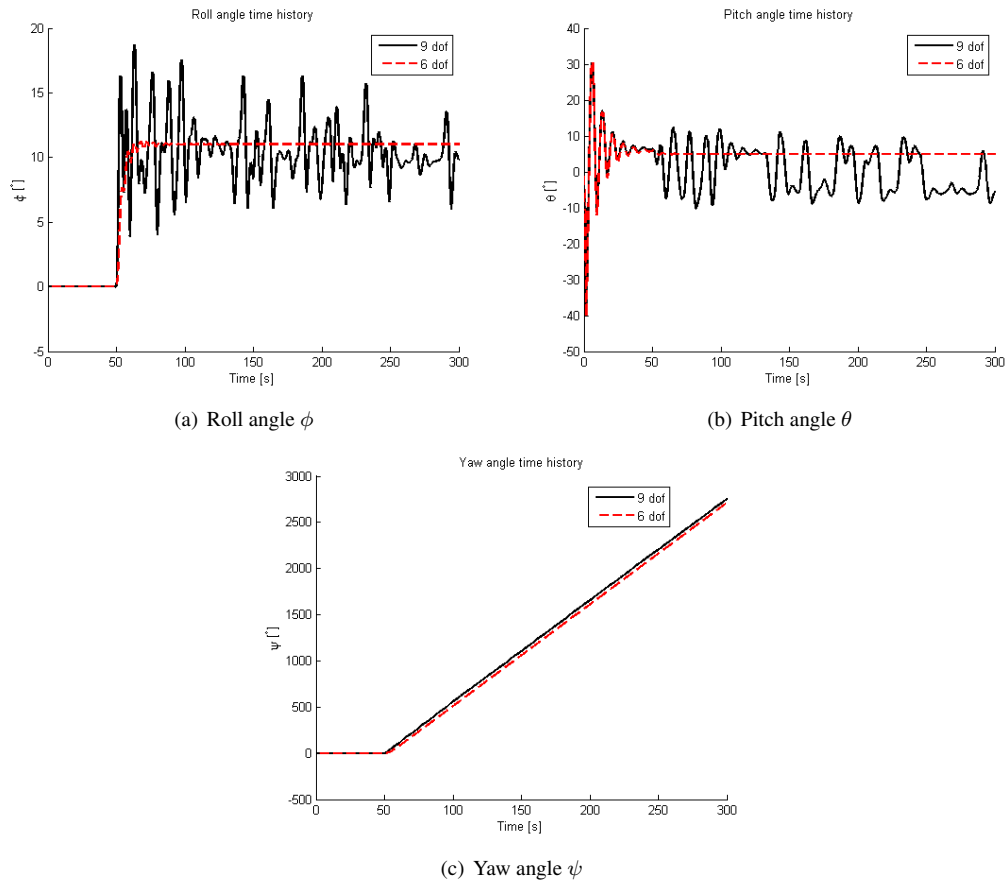 Roll angle time history
20
15
10
5
0
-5
ϕ [°]
0 50 100 150 200 250 300
Time [s]
9 dof
6 dof
(a) Roll angle ϕ
Pitch angle time history
40
30
20
10
0
-10
-20
-30
-40
-50
θ [°]
0 50 100 150 200 250 300
Time [s]
9 dof
6 dof
(b) Pitch angle θ
Yaw angle time history
3000
2500
2000
1500
1000
500
0
-500
ψ [°]
0 50 100 150 200 250 300
Time [s]
9 dof
6 dof
(c) Yaw angle ψ